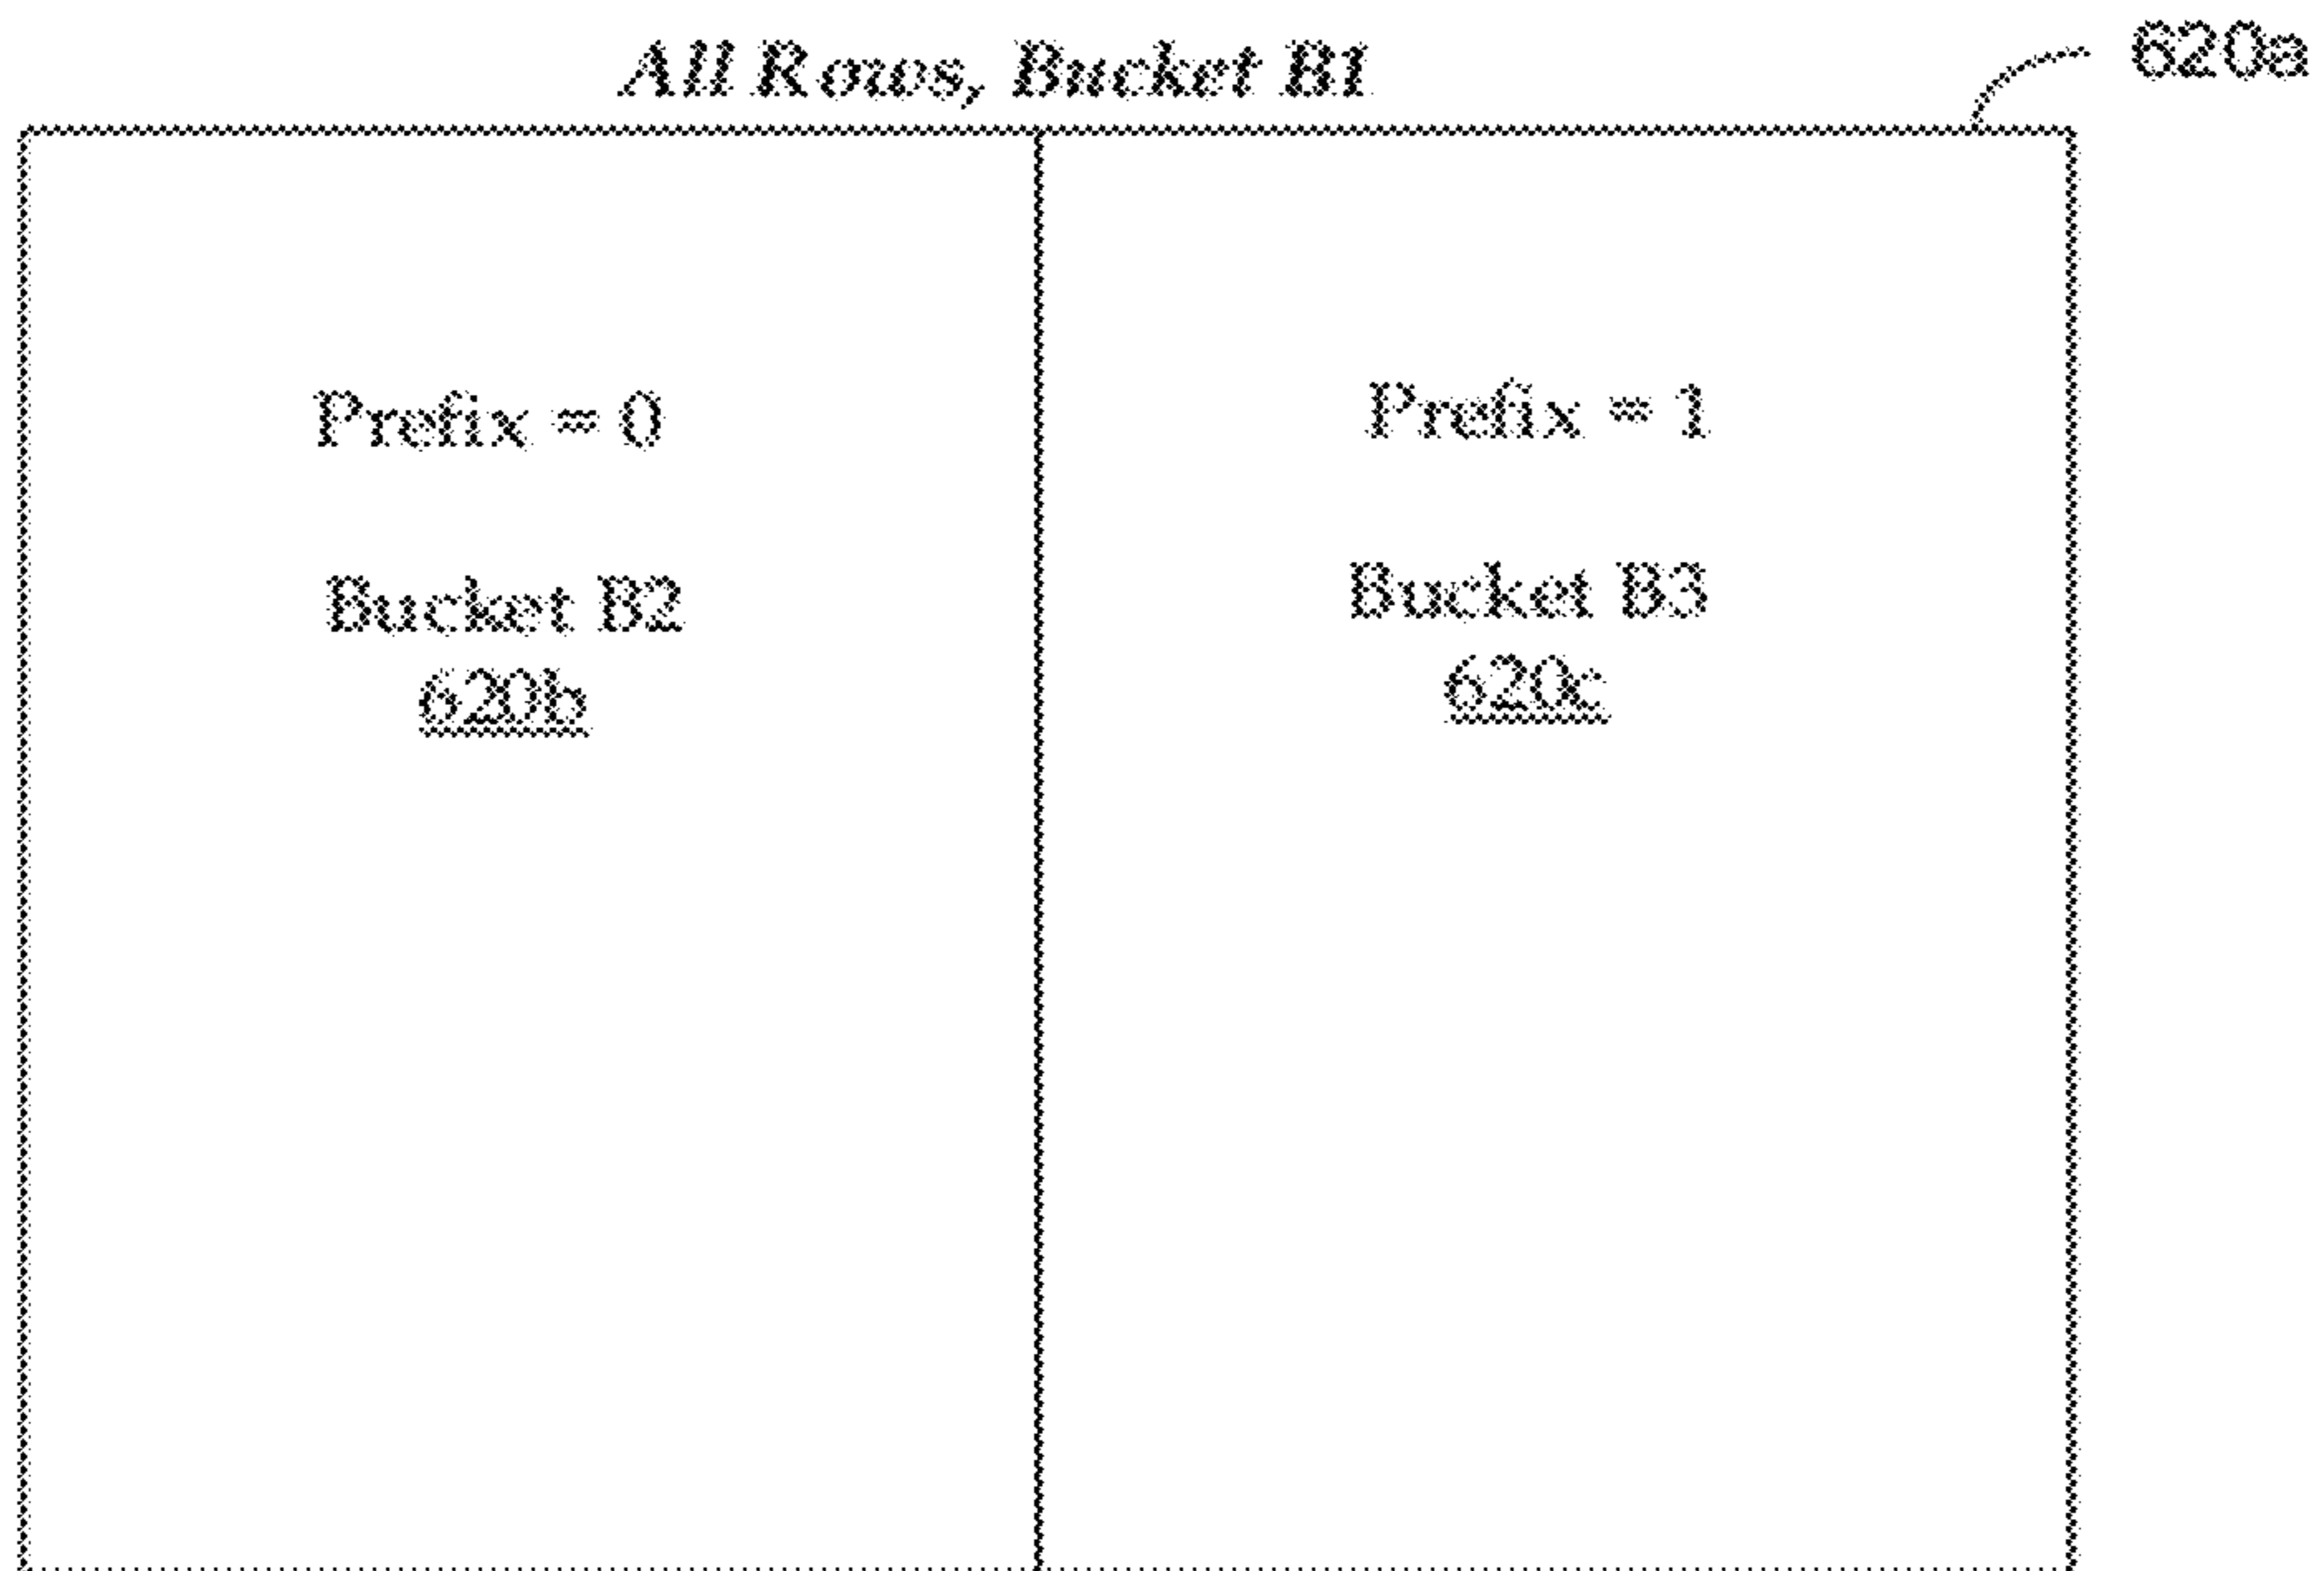 All Rows, Bucket B1
620a
Prefix = 0
Bucket B2
620b
Prefix = 1
Bucket B3
620c